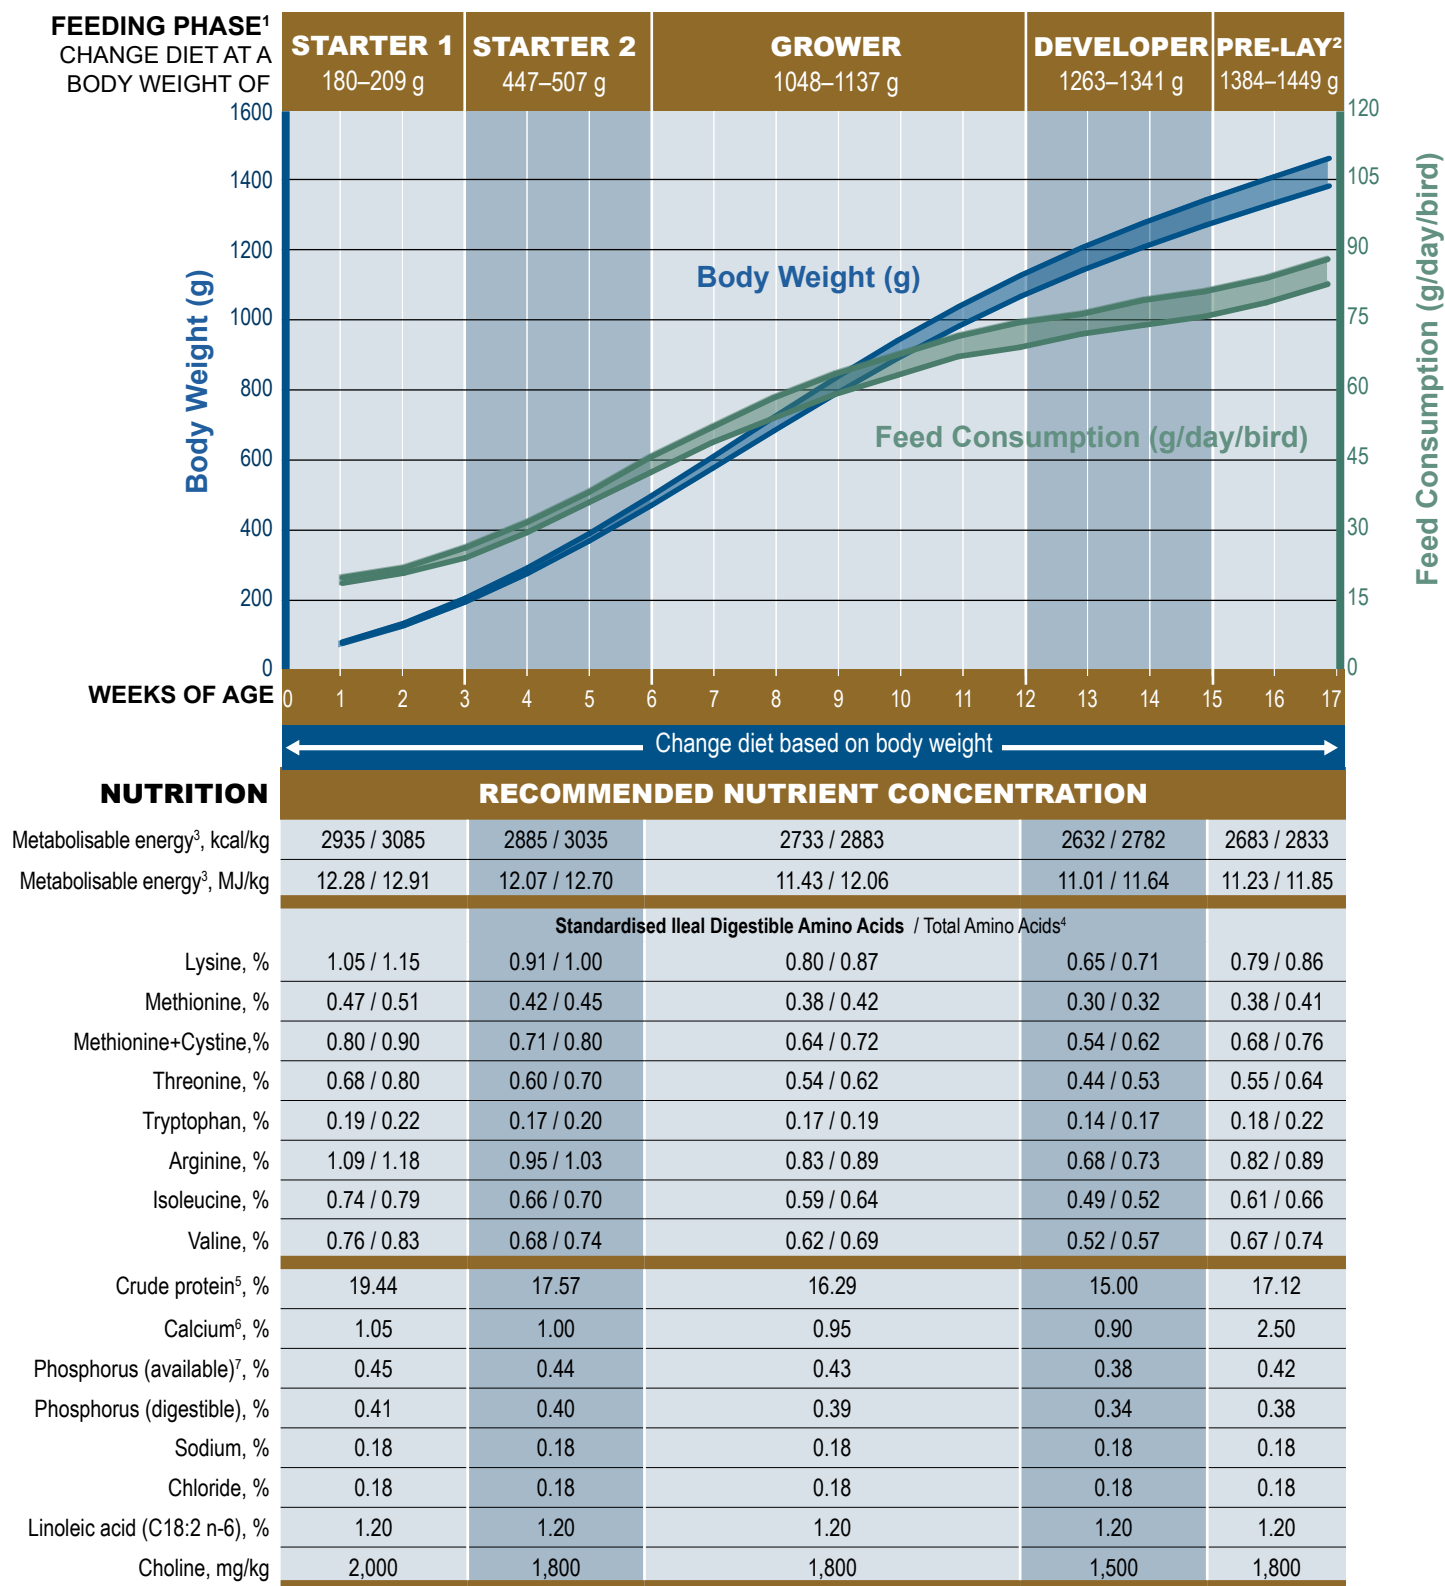 FEEDING PHASE¹
CHANGE DIET AT A
BODY WEIGHT OF
STARTER 1
180–209 g
STARTER 2
447–507 g
GROWER
1048–1137 g
DEVELOPER
1263–1341 g
PRE-LAY²
1384–1449 g
Body Weight (g)
1600
1400
1200
1000
800
600
400
200
0
Body Weight (g)
Feed Consumption (g/day/bird)
120
105
90
75
60
45
30
15
0
Feed Consumption (g/day/bird)
WEEKS OF AGE 0 1 2 3 4 5 6 7 8 9 10 11 12 13 14 15 16 17
Change diet based on body weight
NUTRITION RECOMMENDED NUTRIENT CONCENTRATION
Metabolisable energy³, kcal/kg 2935 / 3085 2885 / 3035 2733 / 2883 2632 / 2782 2683 / 2833
Metabolisable energy³, MJ/kg 12.28 / 12.91 12.07 / 12.70 11.43 / 12.06 11.01 / 11.64 11.23 / 11.85
Standardised Ileal Digestible Amino Acids / Total Amino Acids⁴
Lysine, % 1.05 / 1.15 0.91 / 1.00 0.80 / 0.87 0.65 / 0.71 0.79 / 0.86
Methionine, % 0.47 / 0.51 0.42 / 0.45 0.38 / 0.42 0.30 / 0.32 0.38 / 0.41
Methionine+Cystine,% 0.80 / 0.90 0.71 / 0.80 0.64 / 0.72 0.54 / 0.62 0.68 / 0.76
Threonine, % 0.68 / 0.80 0.60 / 0.70 0.54 / 0.62 0.44 / 0.53 0.55 / 0.64
Tryptophan, % 0.19 / 0.22 0.17 / 0.20 0.17 / 0.19 0.14 / 0.17 0.18 / 0.22
Arginine, % 1.09 / 1.18 0.95 / 1.03 0.83 / 0.89 0.68 / 0.73 0.82 / 0.89
Isoleucine, % 0.74 / 0.79 0.66 / 0.70 0.59 / 0.64 0.49 / 0.52 0.61 / 0.66
Valine, % 0.76 / 0.83 0.68 / 0.74 0.62 / 0.69 0.52 / 0.57 0.67 / 0.74
Crude protein⁵, % 19.44 17.57 16.29 15.00 17.12
Calcium⁶, % 1.05 1.00 0.95 0.90 2.50
Phosphorus (available)⁷, % 0.45 0.44 0.43 0.38 0.42
Phosphorus (digestible), % 0.41 0.40 0.39 0.34 0.38
Sodium, % 0.18 0.18 0.18 0.18 0.18
Chloride, % 0.18 0.18 0.18 0.18 0.18
Linoleic acid (C18:2 n-6), % 1.20 1.20 1.20 1.20 1.20
Choline, mg/kg 2,000 1,800 1,800 1,500 1,800